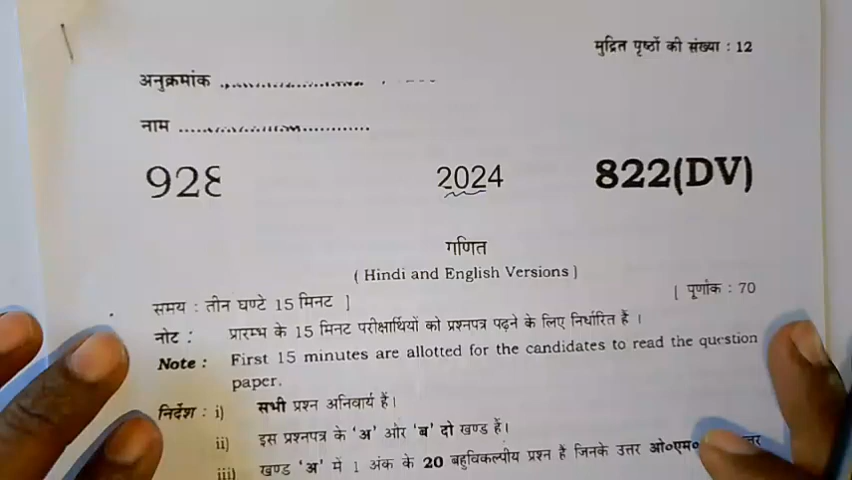 मुद्रित पृष्ठों की संख्या : 12
अनुक्रमांक ........................
नाम ........................
928 2024 822(DV)
गणित
( Hindi and English Versions )
समय : तीन घण्टे 15 मिनट ] [ पूर्णांक : 70
नोट : प्रारम्भ के 15 मिनट परीक्षार्थियों को प्रश्नपत्र पढ़ने के लिए निर्धारित हैं ।
Note : First 15 minutes are allotted for the candidates to read the question
paper.
निर्देश : i) सभी प्रश्न अनिवार्य हैं।
ii) इस प्रश्नपत्र के 'अ' और 'ब' दो खण्ड हैं।
iii) खण्ड 'अ' में 1 अंक के 20 बहुविकल्पीय प्रश्न हैं जिनके उत्तर ओ०एम०